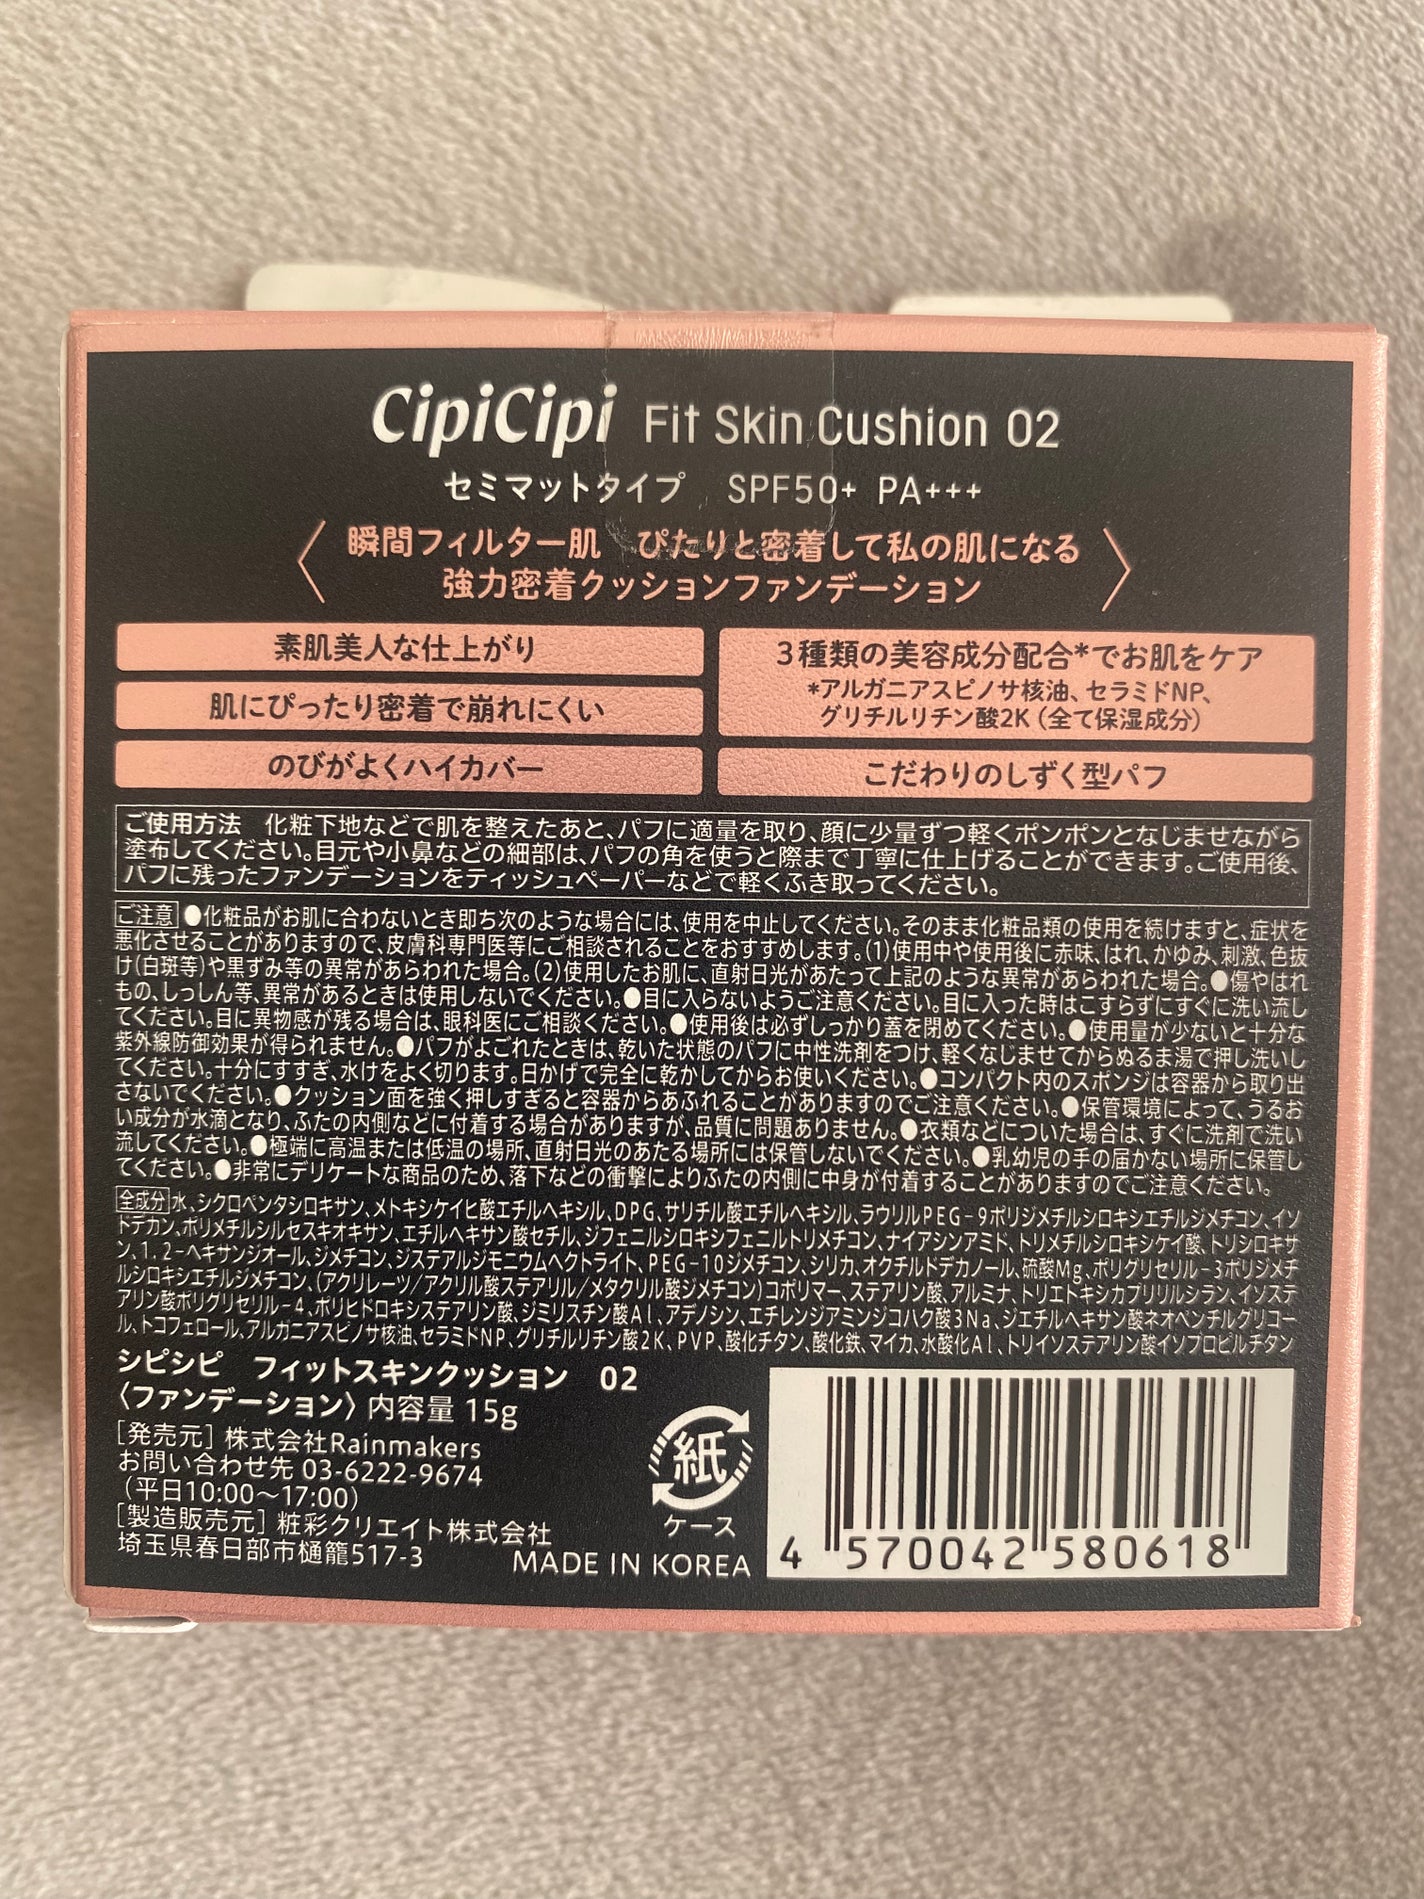 CipiCipi Fit Skin Cushion 02
セミマットタイプ SPF50+ PA+++
瞬間フィルター肌 ぴたりと密着して私の肌になる
強力密着クッションファンデーション
素肌美人な仕上がり
肌にぴったり密着で崩れにくい
のびがよくハイカバー
3種類の美容成分配合*でお肌をケア
*アルガニアスピノサ核油、セラミドNP、
グリチルリチン酸2K(全て保湿成分)
こだわりのしずく型パフ
ご使用方法 化粧下地などで肌を整えたあと、パフに適量を取り、顔に少量ずつ軽くポンポンとなじませながら
塗布してください。目元や小鼻などの細部は、パフの角を使うと際まで丁寧に仕上げることができます。ご使用後、
パフに残ったファンデーションをティッシュペーパーなどで軽くふき取ってください。
ご注意 ●化粧品がお肌に合わないとき即ち次のような場合には、使用を中止してください。そのまま化粧品類の使用を続けますと、症状を
悪化させることがありますので、皮膚科専門医等にご相談されることをおすすめします。(1)使用中や使用後に赤味、はれ、かゆみ、刺激、色抜
け(白斑等)や黒ずみ等の異常があらわれた場合。(2)使用したお肌に、直射日光があたって上記のような異常があらわれた場合。●傷やはれ
もの、しっしん等、異常があるときは使用しないでください。●目に入らないようご注意ください。目に入った時はこすらずにすぐに洗い流し
てください。目に異物感が残る場合は、眼科医にご相談ください。●使用後は必ずしっかり蓋を閉めてください。●使用量が少ないと十分な
紫外線防御効果が得られません。●パフがよごれたときは、乾いた状態のパフに中性洗剤をつけ、軽くなじませてからぬるま湯で押し洗いし
てください。十分にすすぎ、水けをよく切ります。日かげで完全に乾かしてからお使いください。●コンパクト内のスポンジは容器から取り出
さないでください。●クッション面を強く押しすぎると容器からあふれることがありますのでご注意ください。●保管環境によって、うるお
い成分が水滴となり、ふたの内側などに付着する場合がありますが、品質に問題ありません。●衣類などについた場合は、すぐに洗剤で洗い
流してください。●極端に高温または低温の場所、直射日光のあたる場所には保管しないでください。●乳幼児の手の届かない場所に保管し
てください。●非常にデリケートな商品のため、落下などの衝撃によりふたの内側に中身が付着することがありますのでご注意ください。
全成分 水、シクロペンタシロキサン、メトキシケイヒ酸エチルヘキシル、DPG、サリチル酸エチルヘキシル、ラウリルPEG-9ポリジメチルシロキシエチルジメチコン、イソ
ドデカン、ポリメチルシルセスキオキサン、エチルヘキサン酸セチル、ジフェニルシロキシフェニルトリメチコン、ナイアシンアミド、トリメチルシロキシケイ酸、トリシロキサ
ン、1,2-ヘキサンジオール、ジメチコン、ジステアルジモニウムヘクトライト、PEG-10ジメチコン、シリカ、オクチルドデカノール、硫酸Mg、ポリグリセリル-3ポリジメチ
ルシロキシエチルジメチコン、(アクリレーツ/アクリル酸ステアリル/メタクリル酸ジメチコン)コポリマー、ステアリン酸、アルミナ、トリエトキシカプリリルシラン、イソステ
アリン酸ポリグリセリル-4、ポリヒドロキシステアリン酸、ジミリスチン酸Al、アデノシン、エチレンジアミンジコハク酸3Na、ジエチルヘキサン酸ネオペンチルグリコー
ル、トコフェロール、アルガニアスピノサ核油、セラミドNP、グリチルリチン酸2K、PVP、酸化チタン、酸化鉄、マイカ、水酸化Al、トリイソステアリン酸イソプロピルチタン
シピシピ フィットスキンクッション 02
〈ファンデーション〉内容量 15g
[発売元] 株式会社Rainmakers
お問い合わせ先 03-6222-9674
(平日10:00〜17:00)
[製造販売元] 粧彩クリエイト株式会社
埼玉県春日部市樋籠517-3
MADE IN KOREA
紙
ケース
4 570042 580618